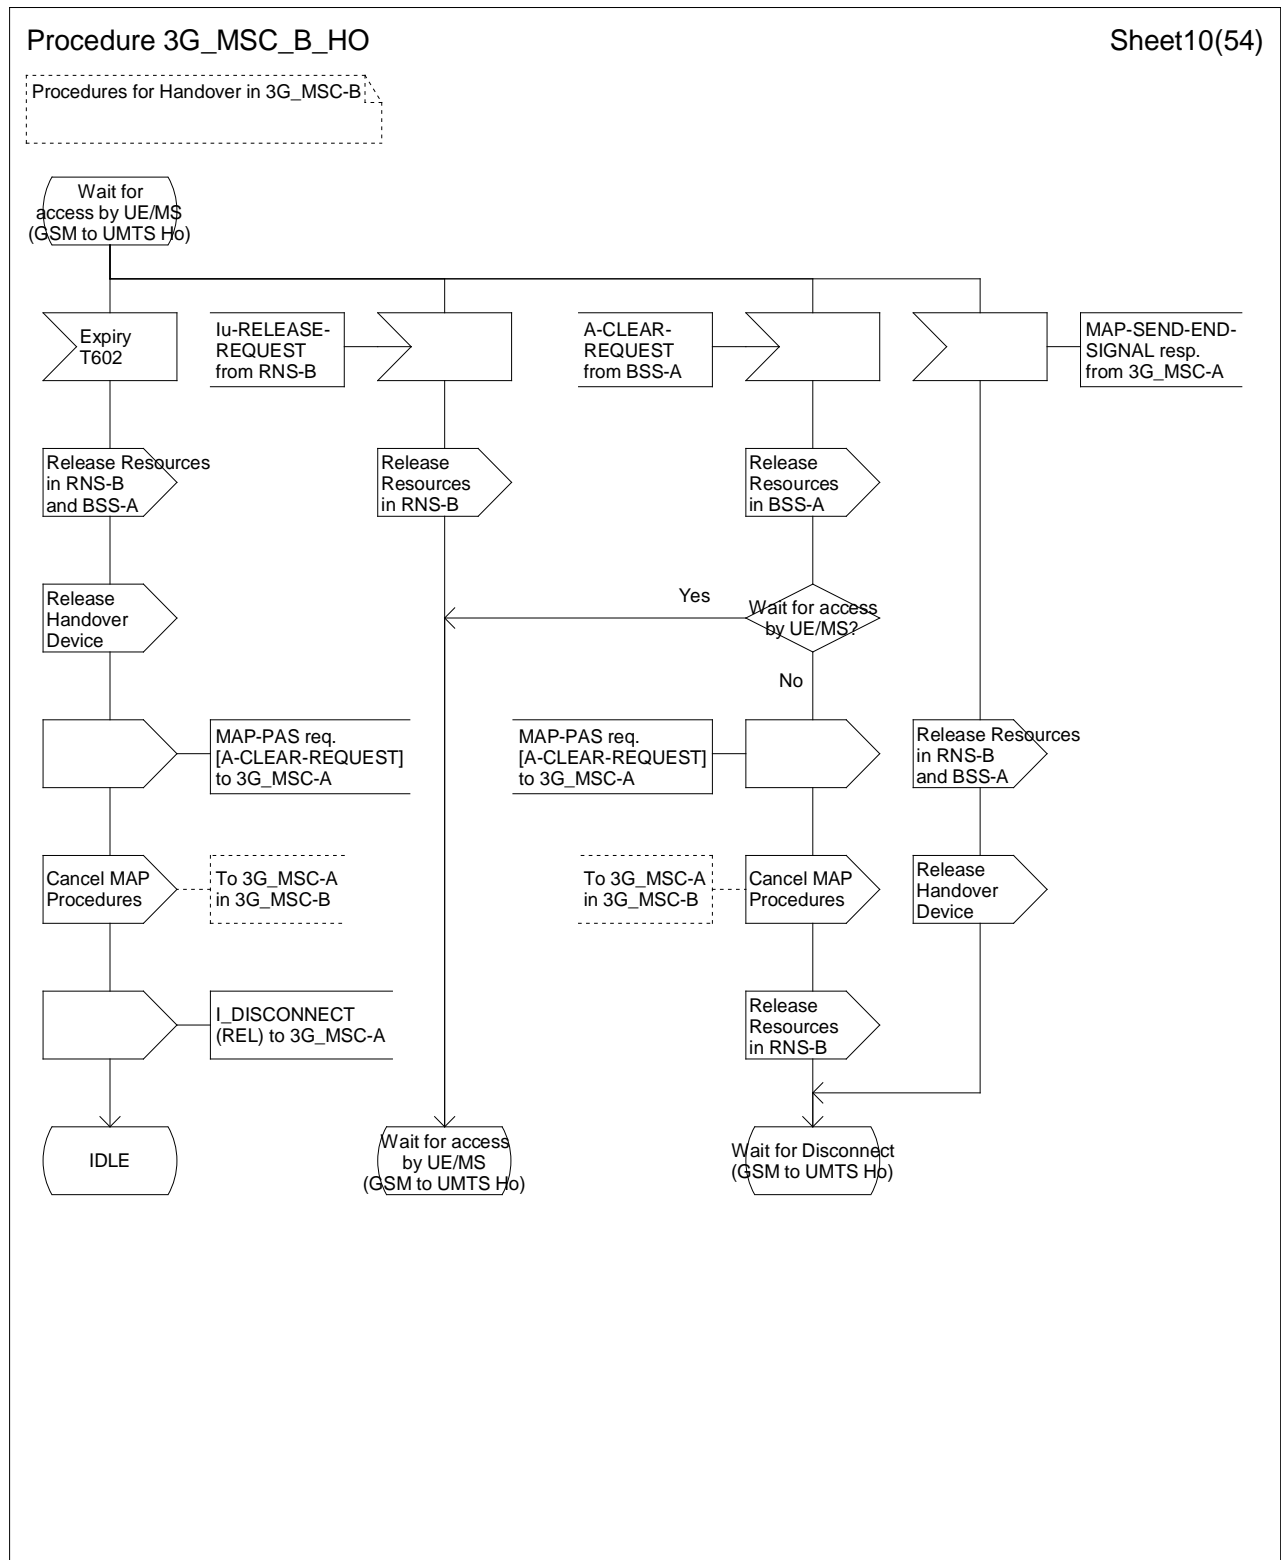 Procedure 3G_MSC_B_HO
Sheet10(54)
Procedures for Handover in 3G_MSC-B
Wait for
access by UE/MS
(GSM to UMTS Ho)
Expiry
T602
Iu-RELEASE-
REQUEST
from RNS-B
A-CLEAR-
REQUEST
from BSS-A
MAP-SEND-END-
SIGNAL resp.
from 3G_MSC-A
Release Resources
in RNS-B
and BSS-A
Release
Resources
in RNS-B
Release
Resources
in BSS-A
Release
Handover
Device
Yes
Wait for access
by UE/MS?
No
MAP-PAS req.
[A-CLEAR-REQUEST]
to 3G_MSC-A
MAP-PAS req.
[A-CLEAR-REQUEST]
to 3G_MSC-A
Release Resources
in RNS-B
and BSS-A
Cancel MAP
Procedures
To 3G_MSC-A
in 3G_MSC-B
To 3G_MSC-A
in 3G_MSC-B
Cancel MAP
Procedures
Release
Handover
Device
I_DISCONNECT
(REL) to 3G_MSC-A
Release
Resources
in RNS-B
IDLE
Wait for access
by UE/MS
(GSM to UMTS Ho)
Wait for Disconnect
(GSM to UMTS Ho)